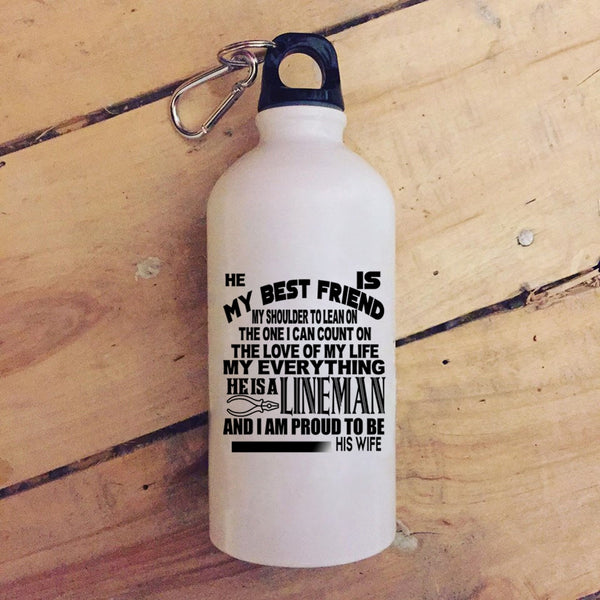 HE IS
MY BEST FRIEND
MY SHOULDER TO LEAN ON
THE ONE I CAN COUNT ON
THE LOVE OF MY LIFE
MY EVERYTHING
HE IS A LINEMAN
AND I AM PROUD TO BE
HIS WIFE